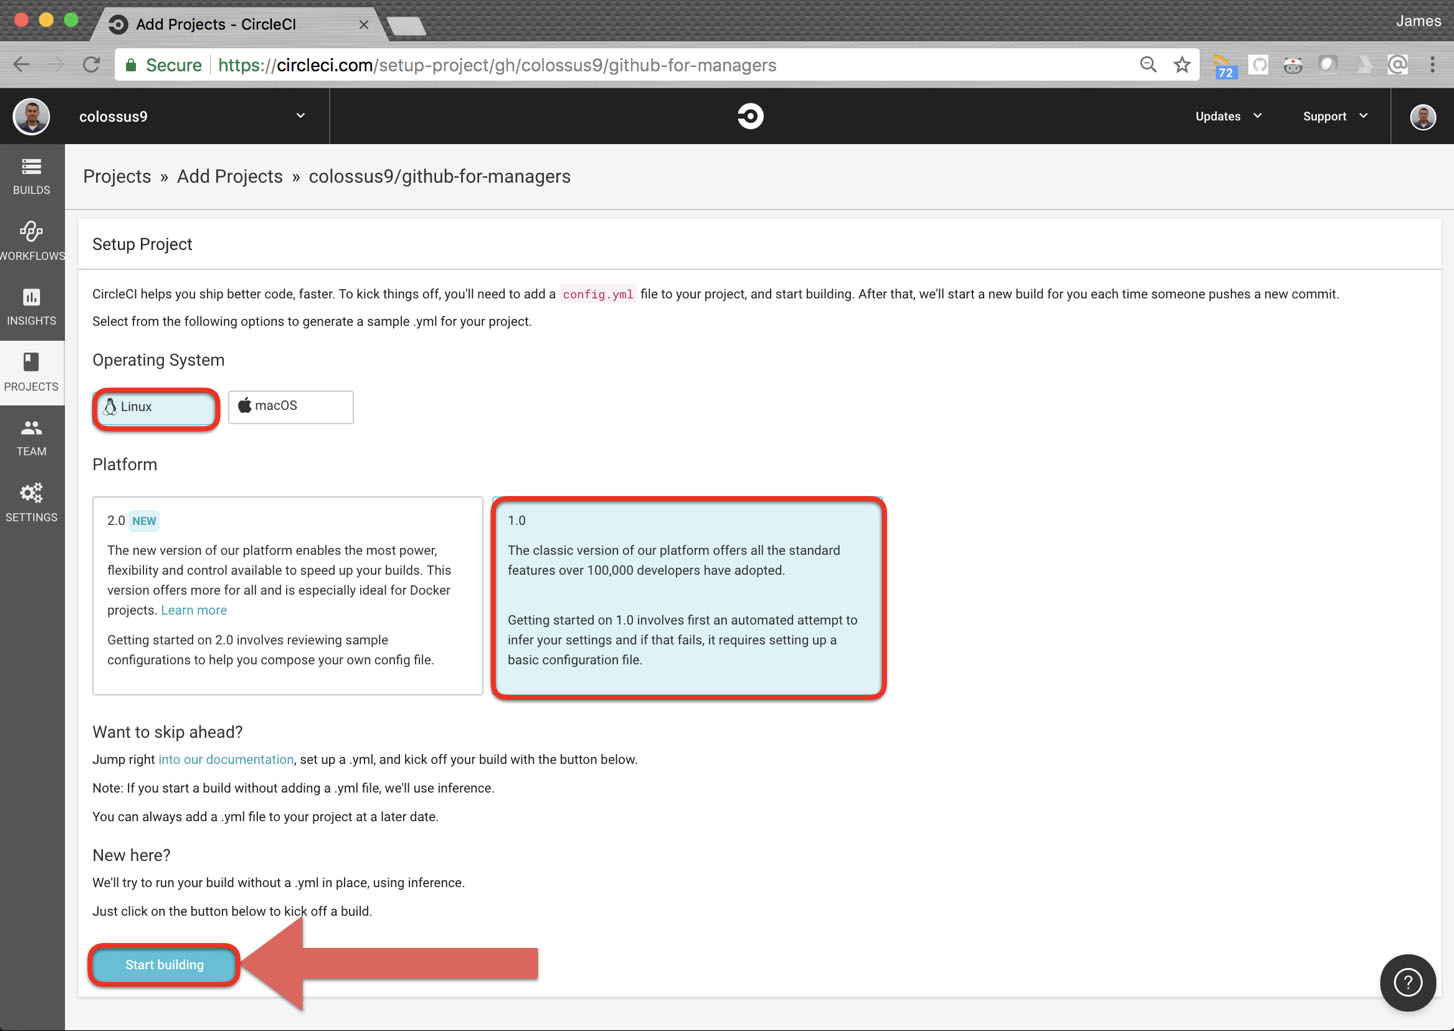 Add Projects - CircleCI
James
Secure https://circleci.com/setup-project/gh/colossus9/github-for-managers
72
colossus9
Updates
Support
BUILDS
WORKFLOWS
INSIGHTS
PROJECTS
TEAM
SETTINGS
Projects » Add Projects » colossus9/github-for-managers
Setup Project
CircleCI helps you ship better code, faster. To kick things off, you'll need to add a config.yml file to your project, and start building. After that, we'll start a new build for you each time someone pushes a new commit.
Select from the following options to generate a sample .yml for your project.
Operating System
Linux
macOS
Platform
2.0 NEW
The new version of our platform enables the most power,
flexibility and control available to speed up your builds. This
version offers more for all and is especially ideal for Docker
projects. Learn more
Getting started on 2.0 involves reviewing sample
configurations to help you compose your own config file.
1.0
The classic version of our platform offers all the standard
features over 100,000 developers have adopted.
Getting started on 1.0 involves first an automated attempt to
infer your settings and if that fails, it requires setting up a
basic configuration file.
Want to skip ahead?
Jump right into our documentation, set up a .yml, and kick off your build with the button below.
Note: If you start a build without adding a .yml file, we'll use inference.
You can always add a .yml file to your project at a later date.
New here?
We'll try to run your build without a .yml in place, using inference.
Just click on the button below to kick off a build.
Start building
?